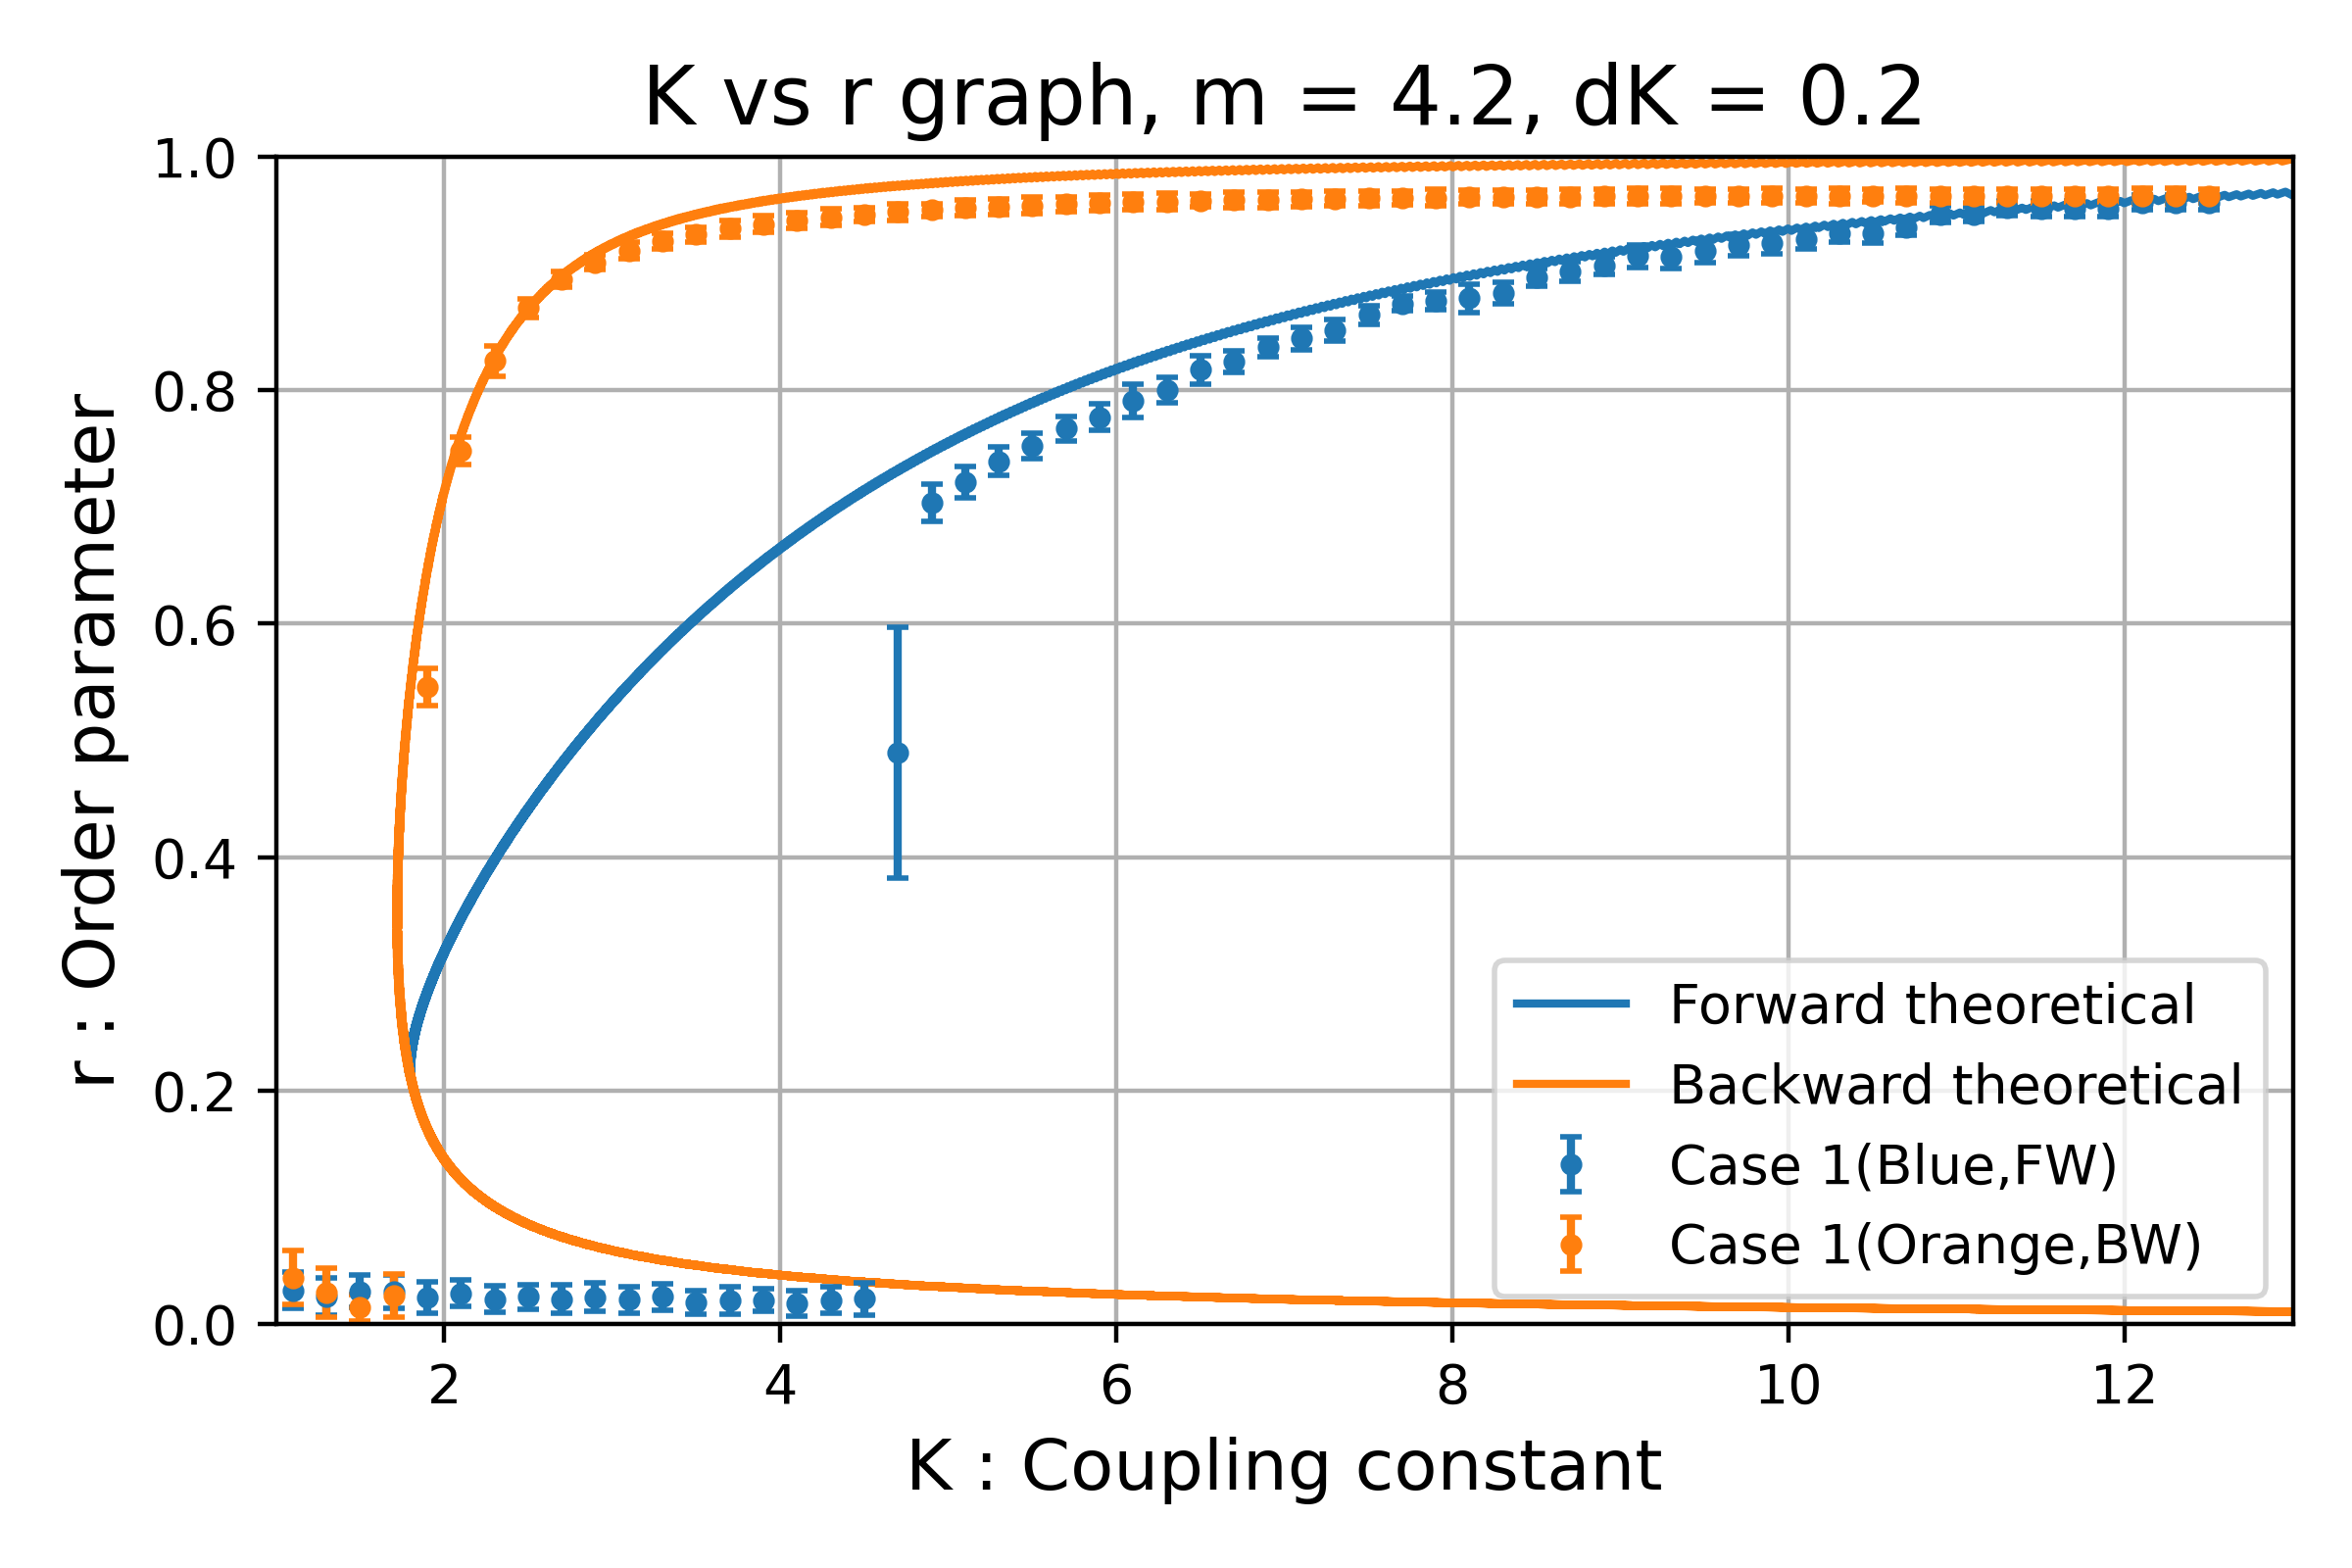 K vs r graph, m = 4.2, dK = 0.2
1.0
0.8
0.6
0.4
0.2
0.0
r : Order parameter
Forward theoretical
Backward theoretical
Case 1(Blue,FW)
Case 1(Orange,BW)
2 4 6 8 10 12
K : Coupling constant